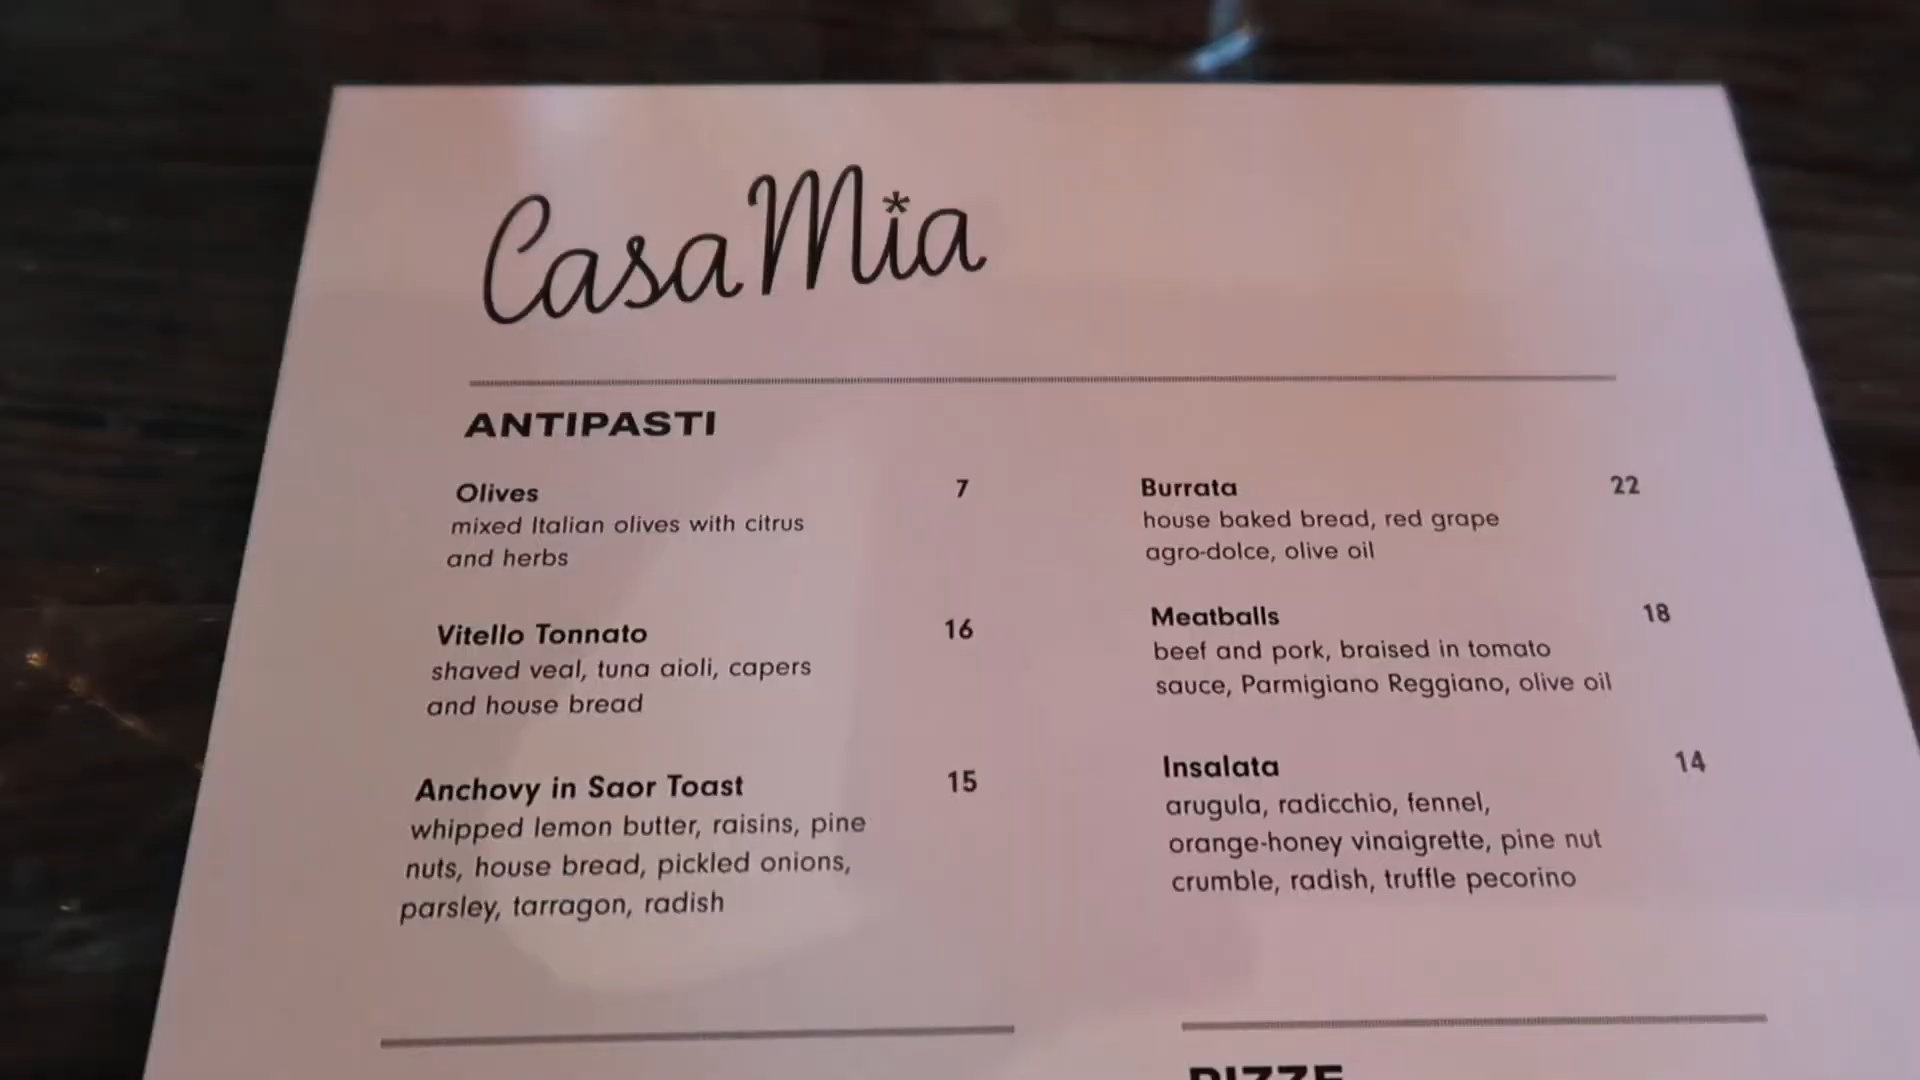 Casa Mia
ANTIPASTI
Olives 7
mixed Italian olives with citrus
and herbs
Vitello Tonnato 16
shaved veal, tuna aioli, capers
and house bread
Anchovy in Saor Toast 15
whipped lemon butter, raisins, pine
nuts, house bread, pickled onions,
parsley, tarragon, radish
Burrata 22
house baked bread, red grape
agro-dolce, olive oil
Meatballs 18
beef and pork, braised in tomato
sauce, Parmigiano Reggiano, olive oil
Insalata 14
arugula, radicchio, fennel,
orange-honey vinaigrette, pine nut
crumble, radish, truffle pecorino
PIZZE